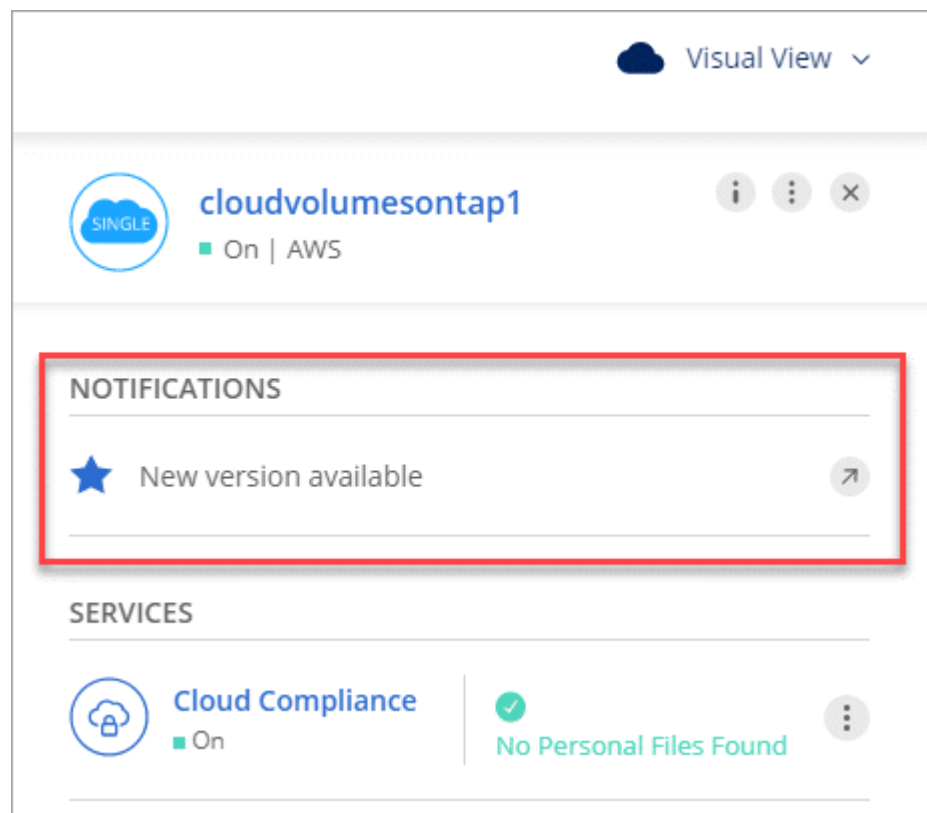 Visual View
SINGLE
cloudvolumesontap1
On | AWS
NOTIFICATIONS
New version available
SERVICES
Cloud Compliance
On
No Personal Files Found